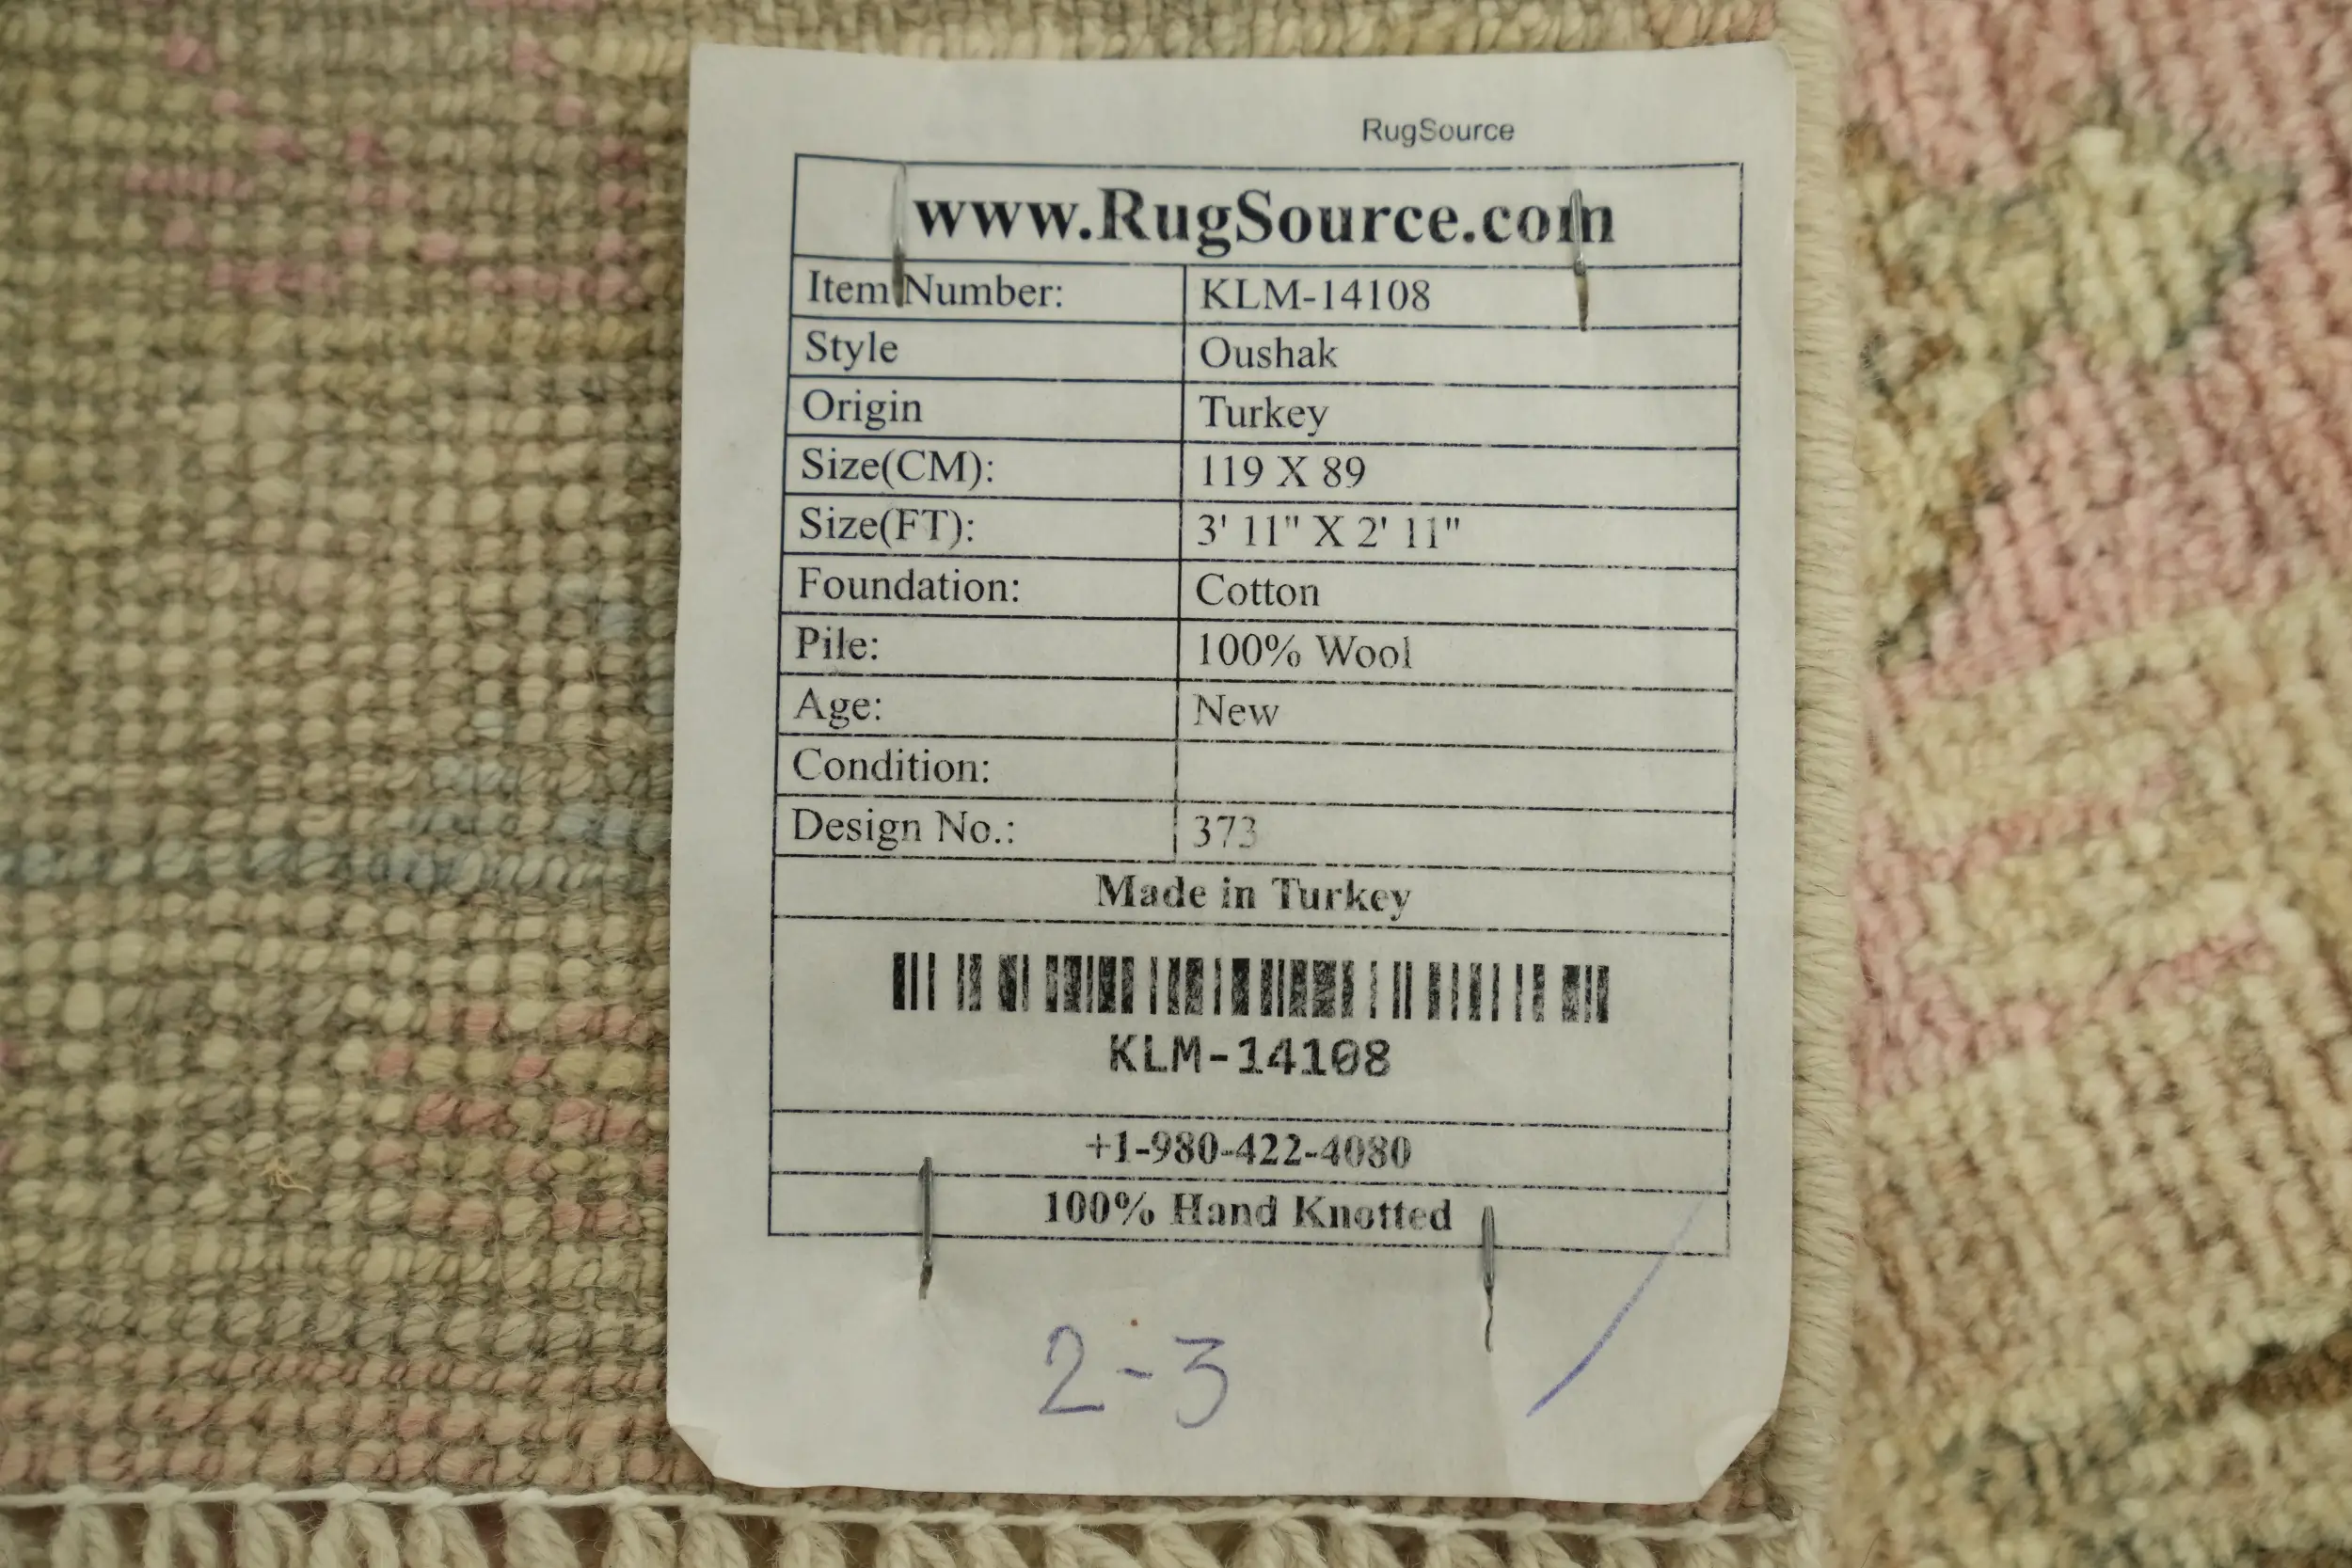 RugSource
www.RugSource.com
Item Number: KLM-14108
Style Oushak
Origin Turkey
Size(CM): 119 X 89
Size(FT): 3' 11" X 2' 11"
Foundation: Cotton
Pile: 100% Wool
Age: New
Condition:
Design No.: 373
Made in Turkey
KLM-14108
+1-980-422-4080
100% Hand Knotted
2-3